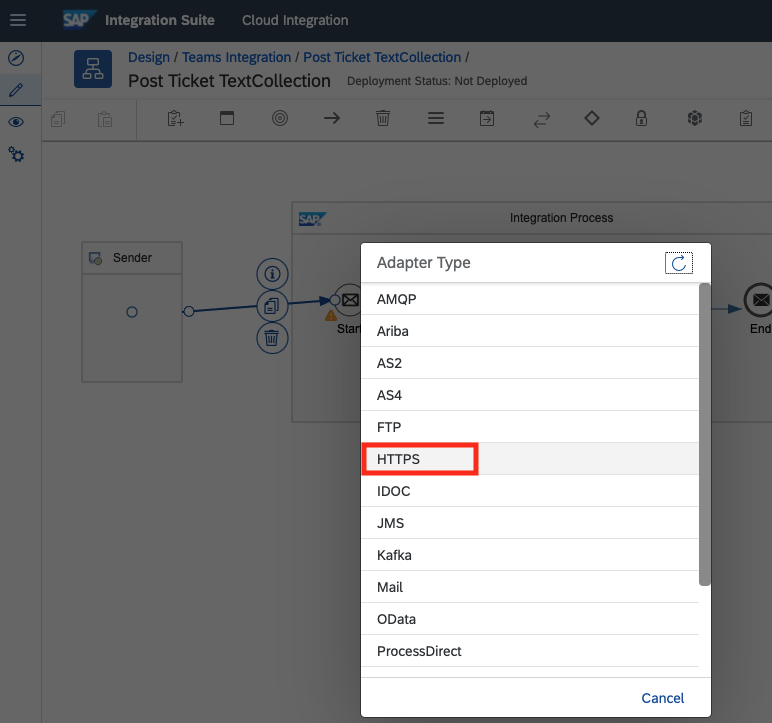 SAP Integration Suite Cloud Integration
Design / Teams Integration / Post Ticket TextCollection /
Post Ticket TextCollection Deployment Status: Not Deployed
SAP Integration Process
Sender
Start
End
Adapter Type
AMQP
Ariba
AS2
AS4
FTP
HTTPS
IDOC
JMS
Kafka
Mail
OData
ProcessDirect
Cancel